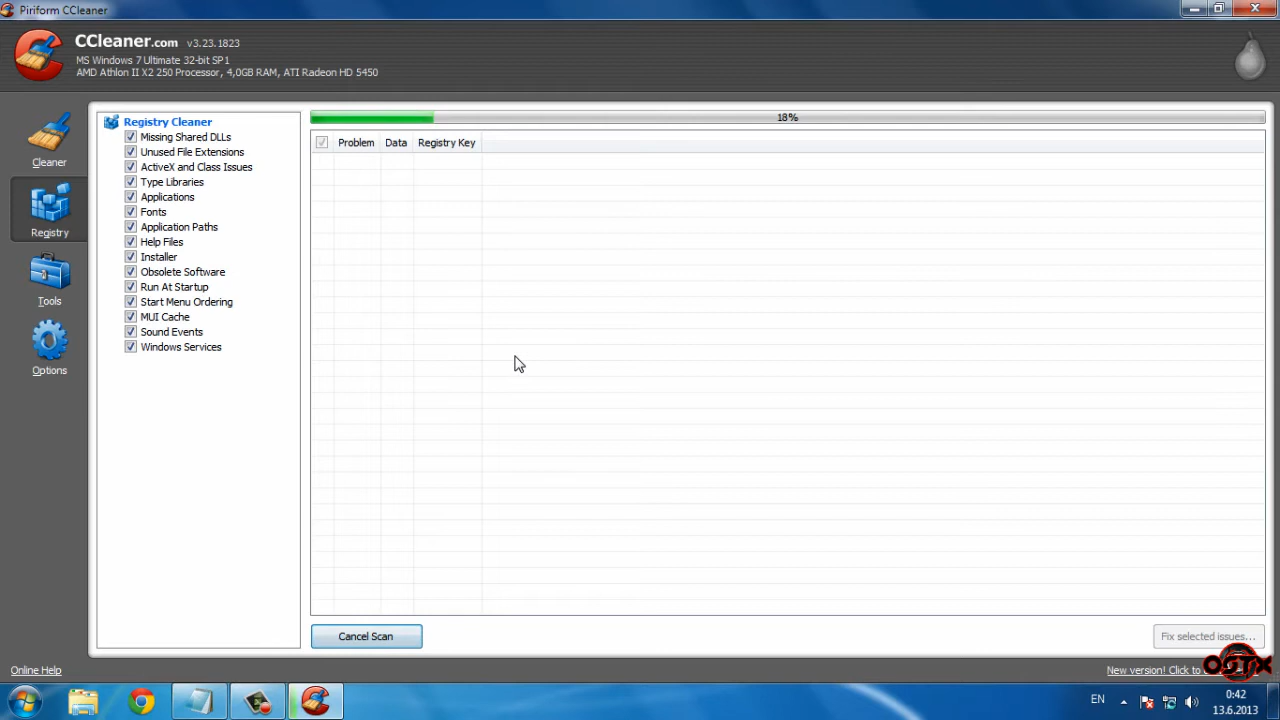 Piriform CCleaner
CCleaner.com v3.23.1823
MS Windows 7 Ultimate 32-bit SP1
AMD Athlon II X2 250 Processor, 4,0GB RAM, ATI Radeon HD 5450
Cleaner
Registry
Tools
Options
Registry Cleaner
Missing Shared DLLs
Unused File Extensions
ActiveX and Class Issues
Type Libraries
Applications
Fonts
Application Paths
Help Files
Installer
Obsolete Software
Run At Startup
Start Menu Ordering
MUI Cache
Sound Events
Windows Services
18%
Problem Data Registry Key
Cancel Scan
Fix selected issues...
Online Help
New version! Click to
OSTX
EN
0:42
13.6.2013